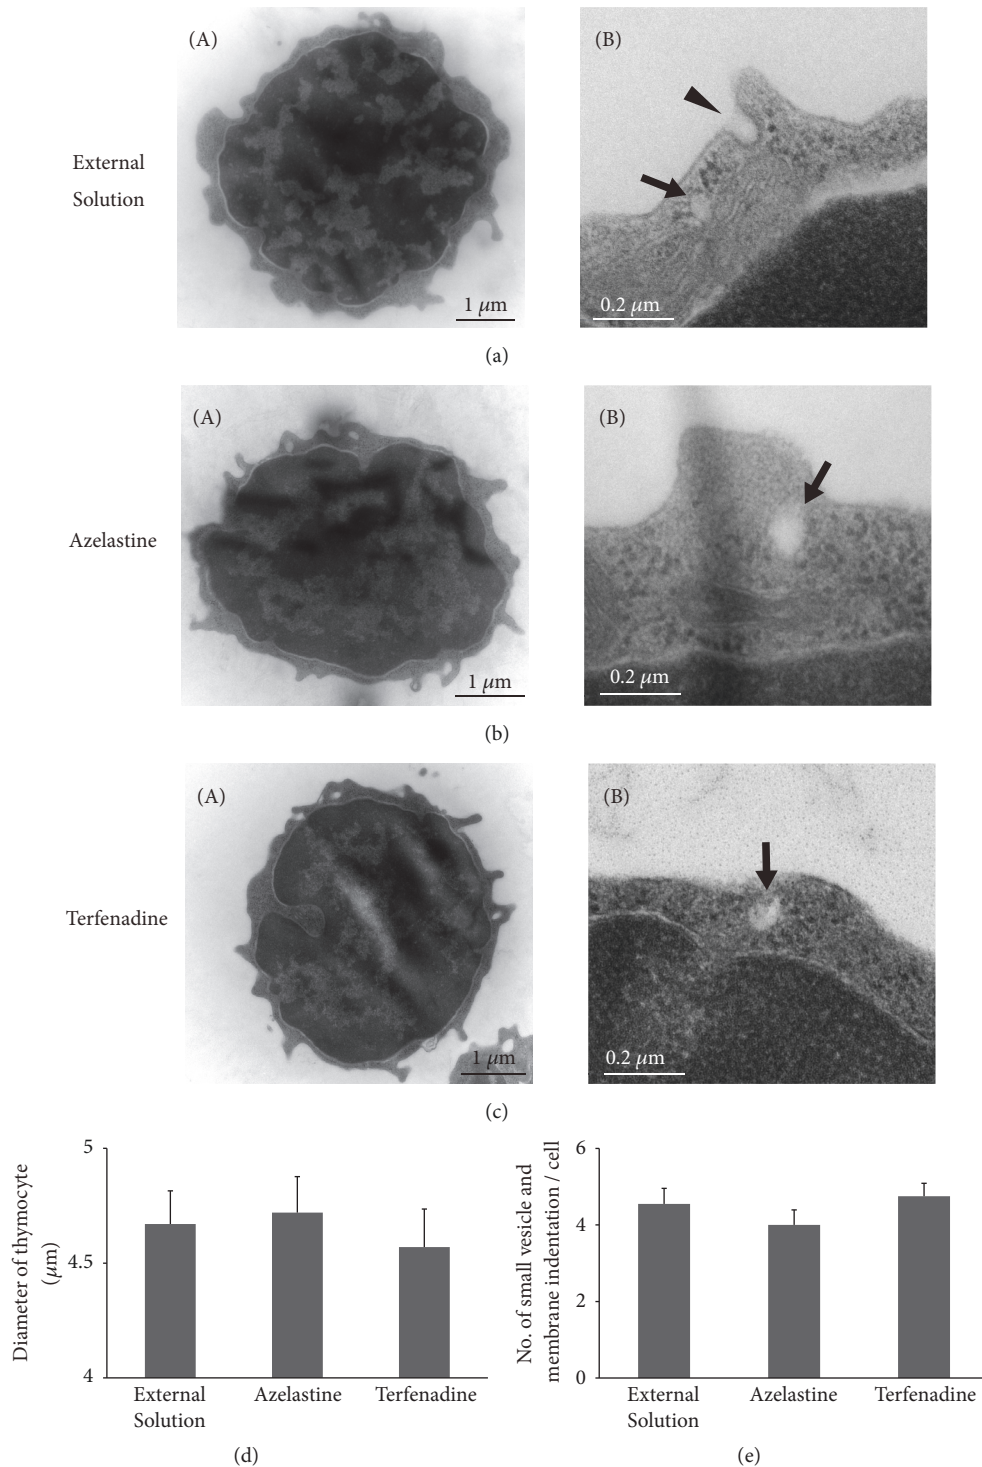 (A)
(B)
External
Solution
1 μm
0.2 μm
(a)
(A)
(B)
Azelastine
1 μm
0.2 μm
(b)
(A)
(B)
Terfenadine
1 μm
0.2 μm
(c)
Diameter of thymocyte
(μm)
5
4.5
4
External
Solution
Azelastine
Terfenadine
(d)
No. of small vesicle and
membrane indentation / cell
6
4
2
0
External
Solution
Azelastine
Terfenadine
(e)